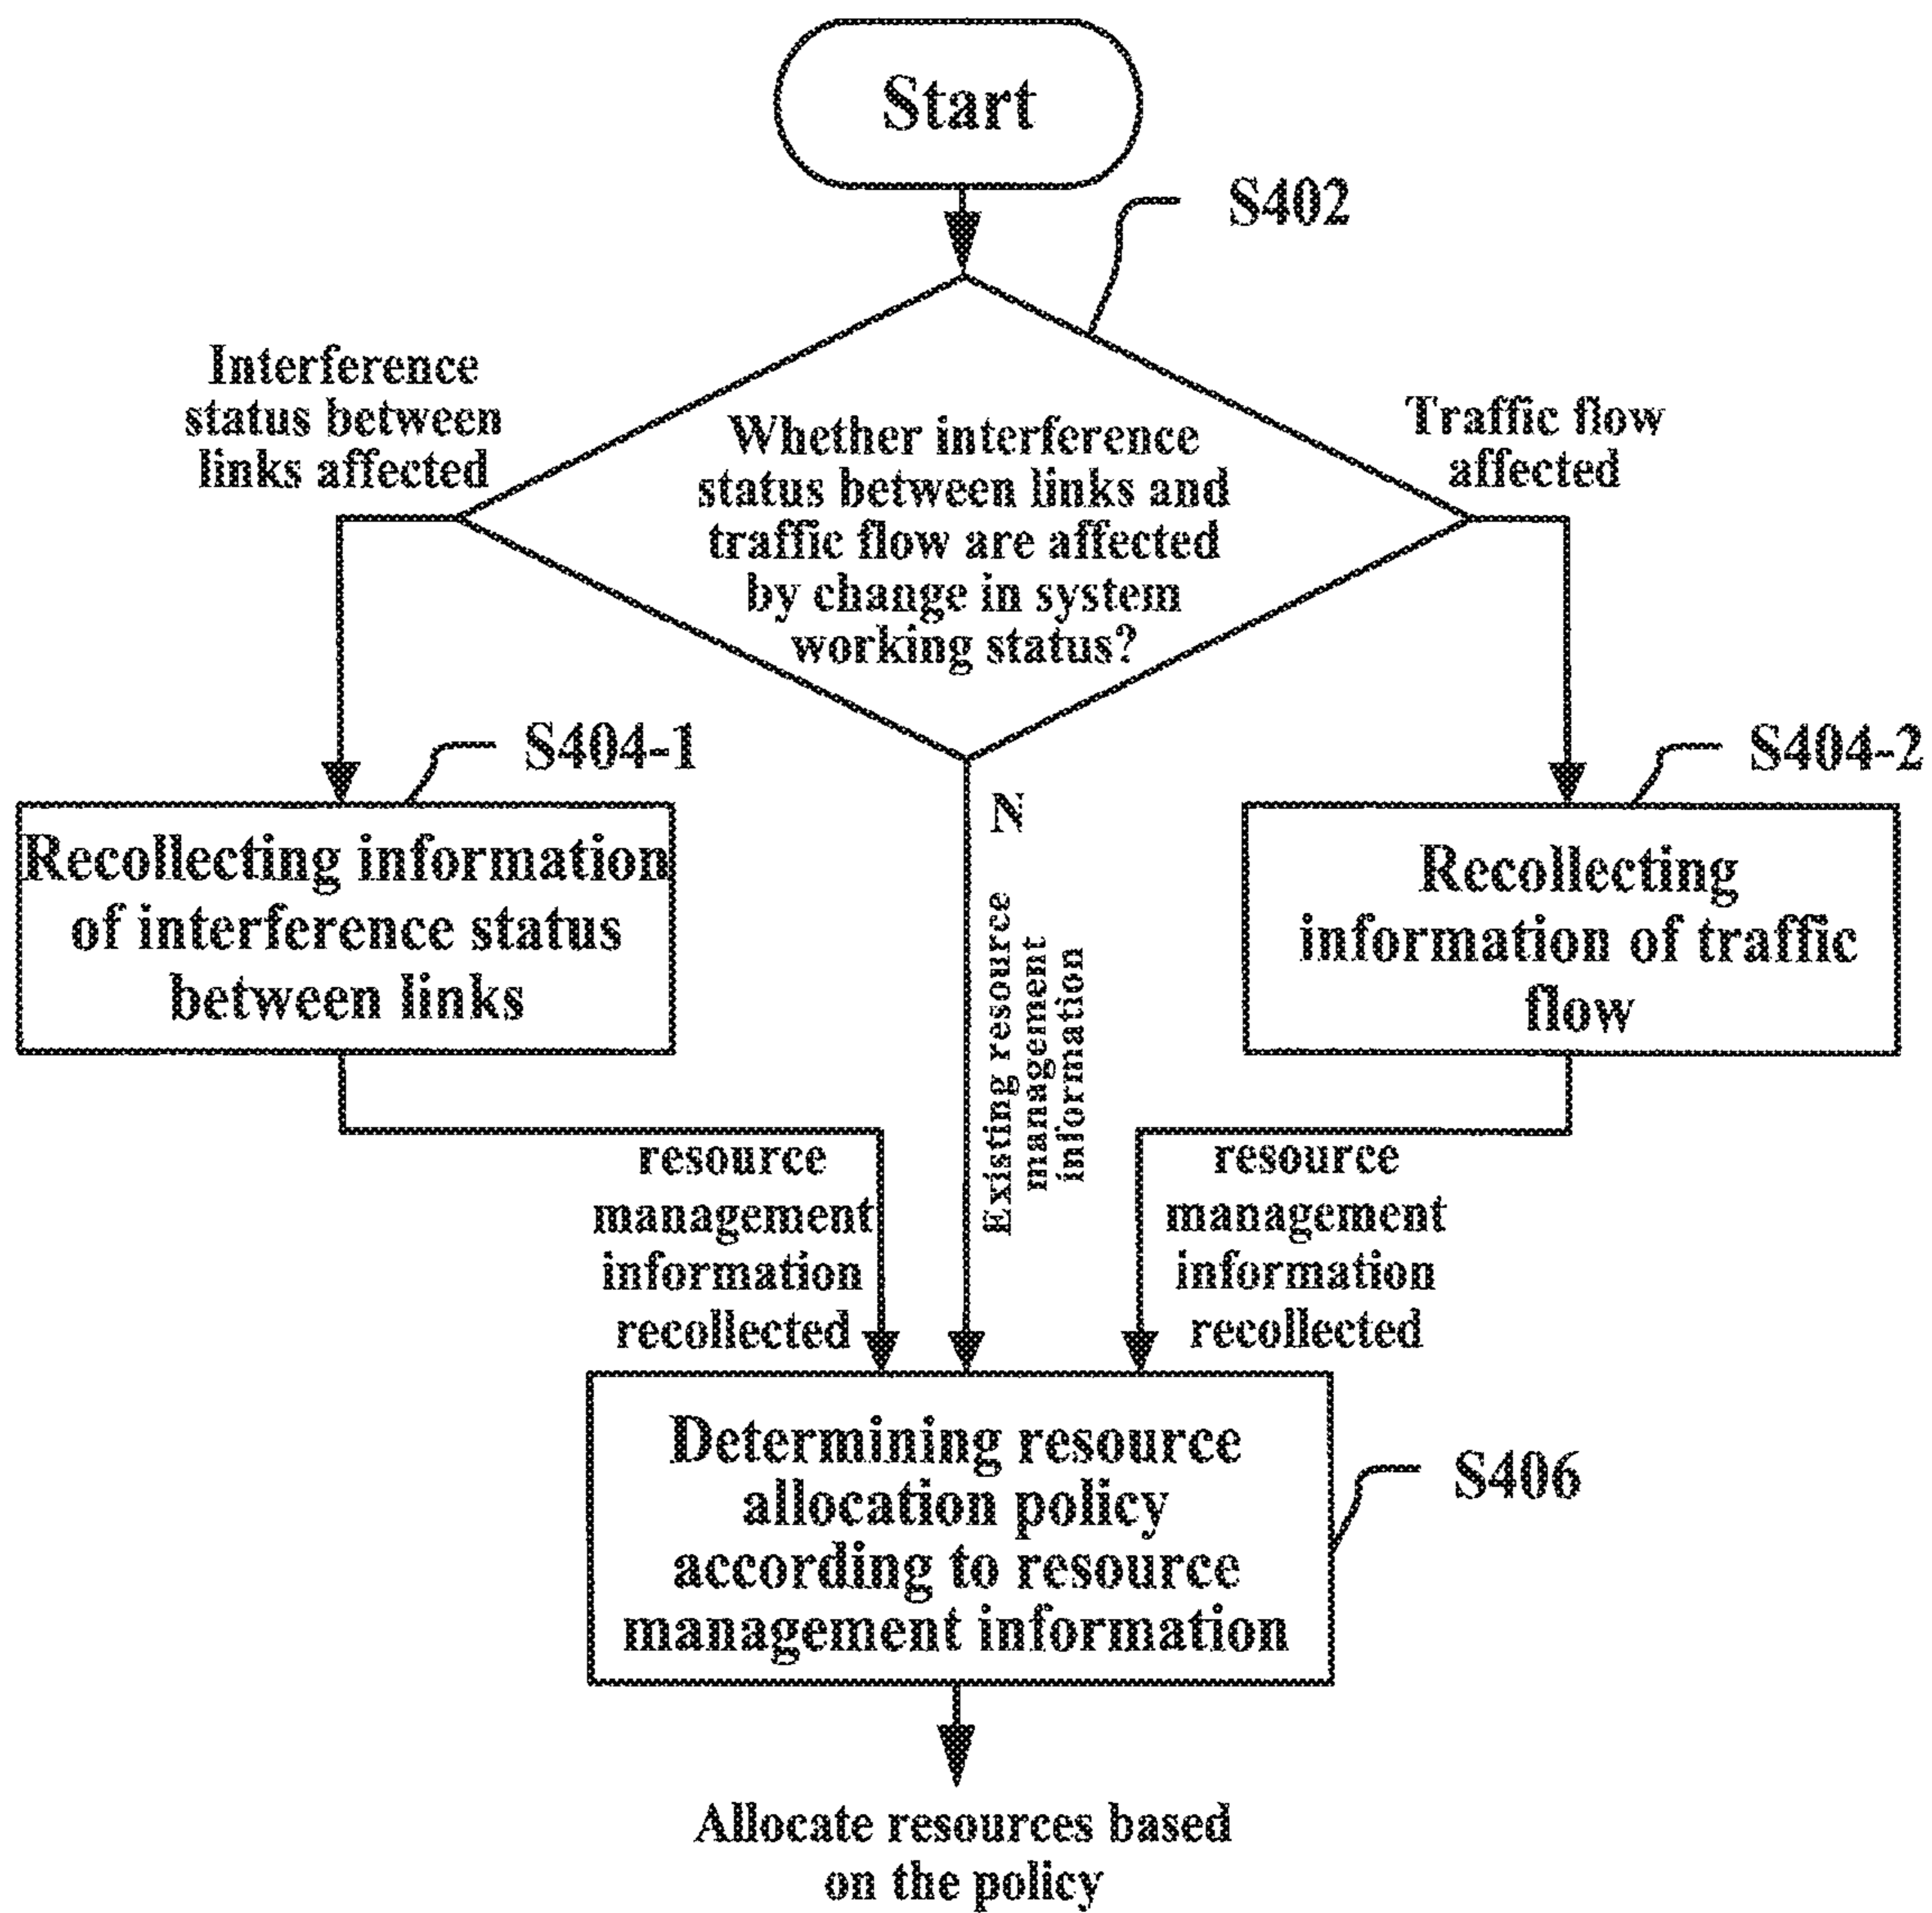 Start
S402
Interference
status between
links affected
Whether interference
status between links and
traffic flow are affected
by change in system
working status?
Traffic flow
affected
S404-1
Recollecting information
of interference status
between links
N
Existing resource
management
information
S404-2
Recollecting
information of traffic
flow
resource
management
information
recollected
resource
management
information
recollected
Determining resource
allocation policy
according to resource
management information
S406
Allocate resources based
on the policy